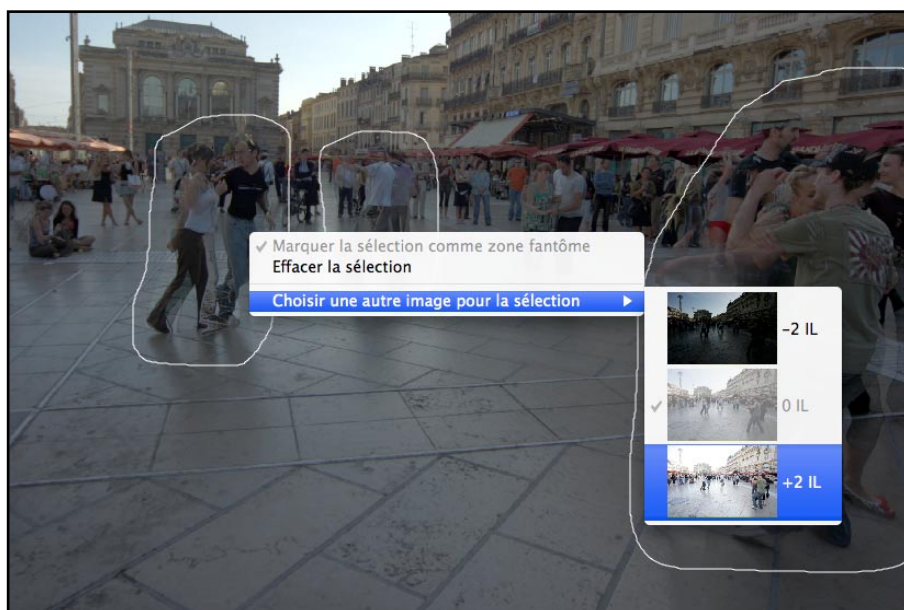 ✓ Marquer la sélection comme zone fantôme
Effacer la sélection
Choisir une autre image pour la sélection
-2 IL
✓ 0 IL
+2 IL